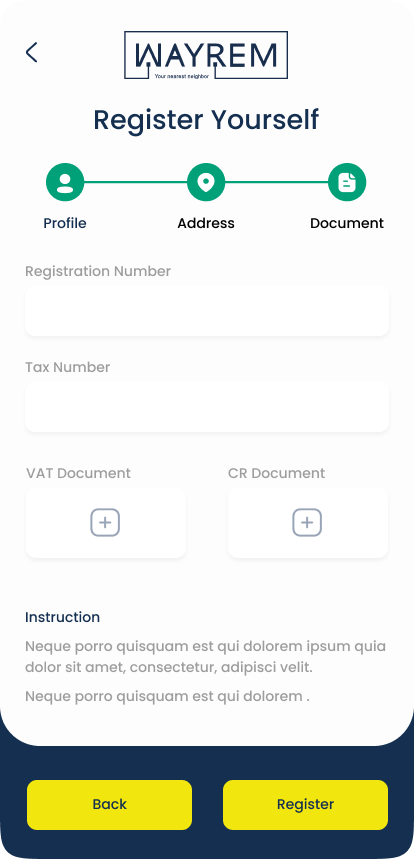 WAYREM
Your nearest neighbor
Register Yourself
Profile Address Document
Registration Number
Tax Number
VAT Document CR Document
Instruction
Neque porro quisquam est qui dolorem ipsum quia
dolor sit amet, consectetur, adipisci velit.
Neque porro quisquam est qui dolorem .
Back Register